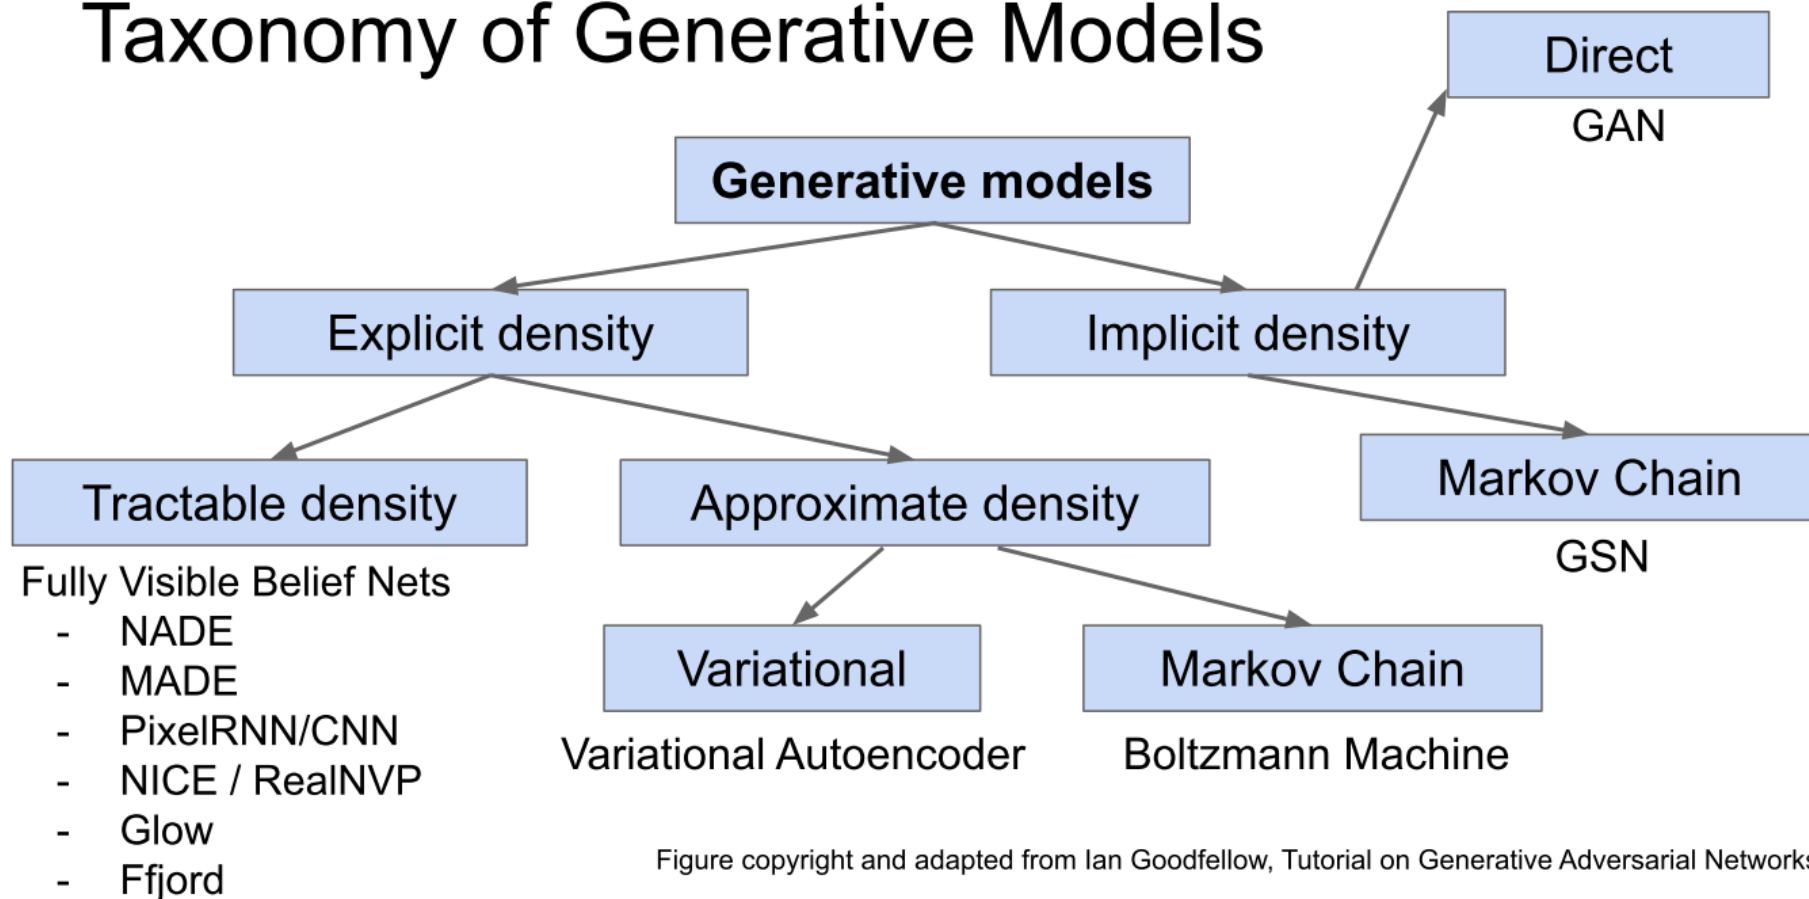 Taxonomy of Generative Models
Direct
GAN
Generative models
Explicit density
Implicit density
Tractable density
Approximate density
Markov Chain
GSN
Fully Visible Belief Nets
- NADE
- MADE
- PixelRNN/CNN
- NICE / RealNVP
- Glow
- Ffjord
Variational
Markov Chain
Variational Autoencoder
Boltzmann Machine
Figure copyright and adapted from Ian Goodfellow, Tutorial on Generative Adversarial Networks